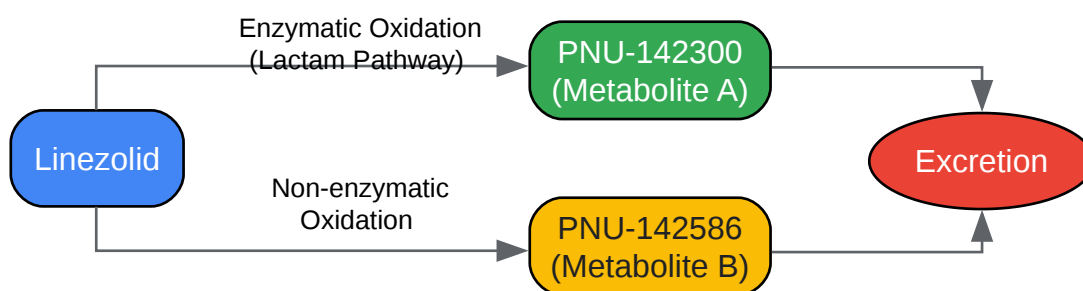 Enzymatic Oxidation
(Lactam Pathway)
PNU-142300
(Metabolite A)
Linezolid
Excretion
Non-enzymatic
Oxidation
PNU-142586
(Metabolite B)